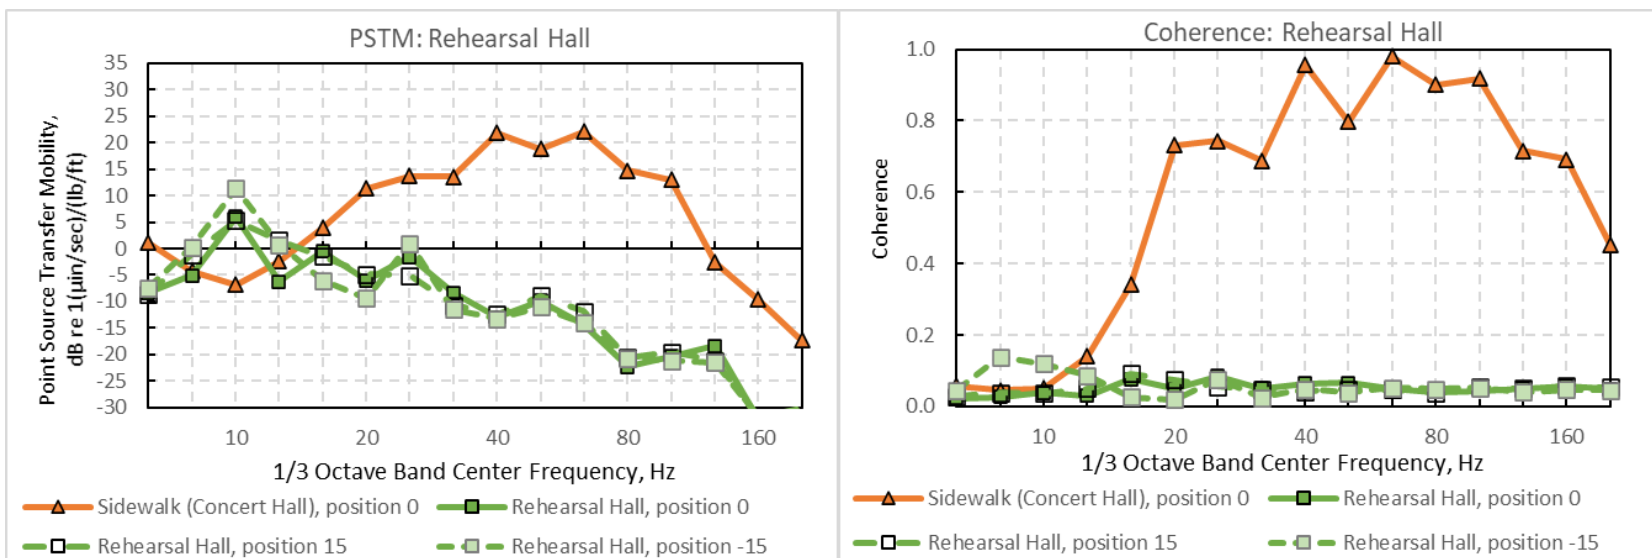 PSTM: Rehearsal Hall
Point Source Transfer Mobility,
dB re 1(µin/sec)/(lb/ft)
35
30
25
20
15
10
5
0
-5
-10
-15
-20
-25
-30
10 20 40 80 160
1/3 Octave Band Center Frequency, Hz
Sidewalk (Concert Hall), position 0 Rehearsal Hall, position 0
Rehearsal Hall, position 15 Rehearsal Hall, position -15
Coherence: Rehearsal Hall
Coherence
1.0
0.8
0.6
0.4
0.2
0.0
10 20 40 80 160
1/3 Octave Band Center Frequency, Hz
Sidewalk (Concert Hall), position 0 Rehearsal Hall, position 0
Rehearsal Hall, position 15 Rehearsal Hall, position -15